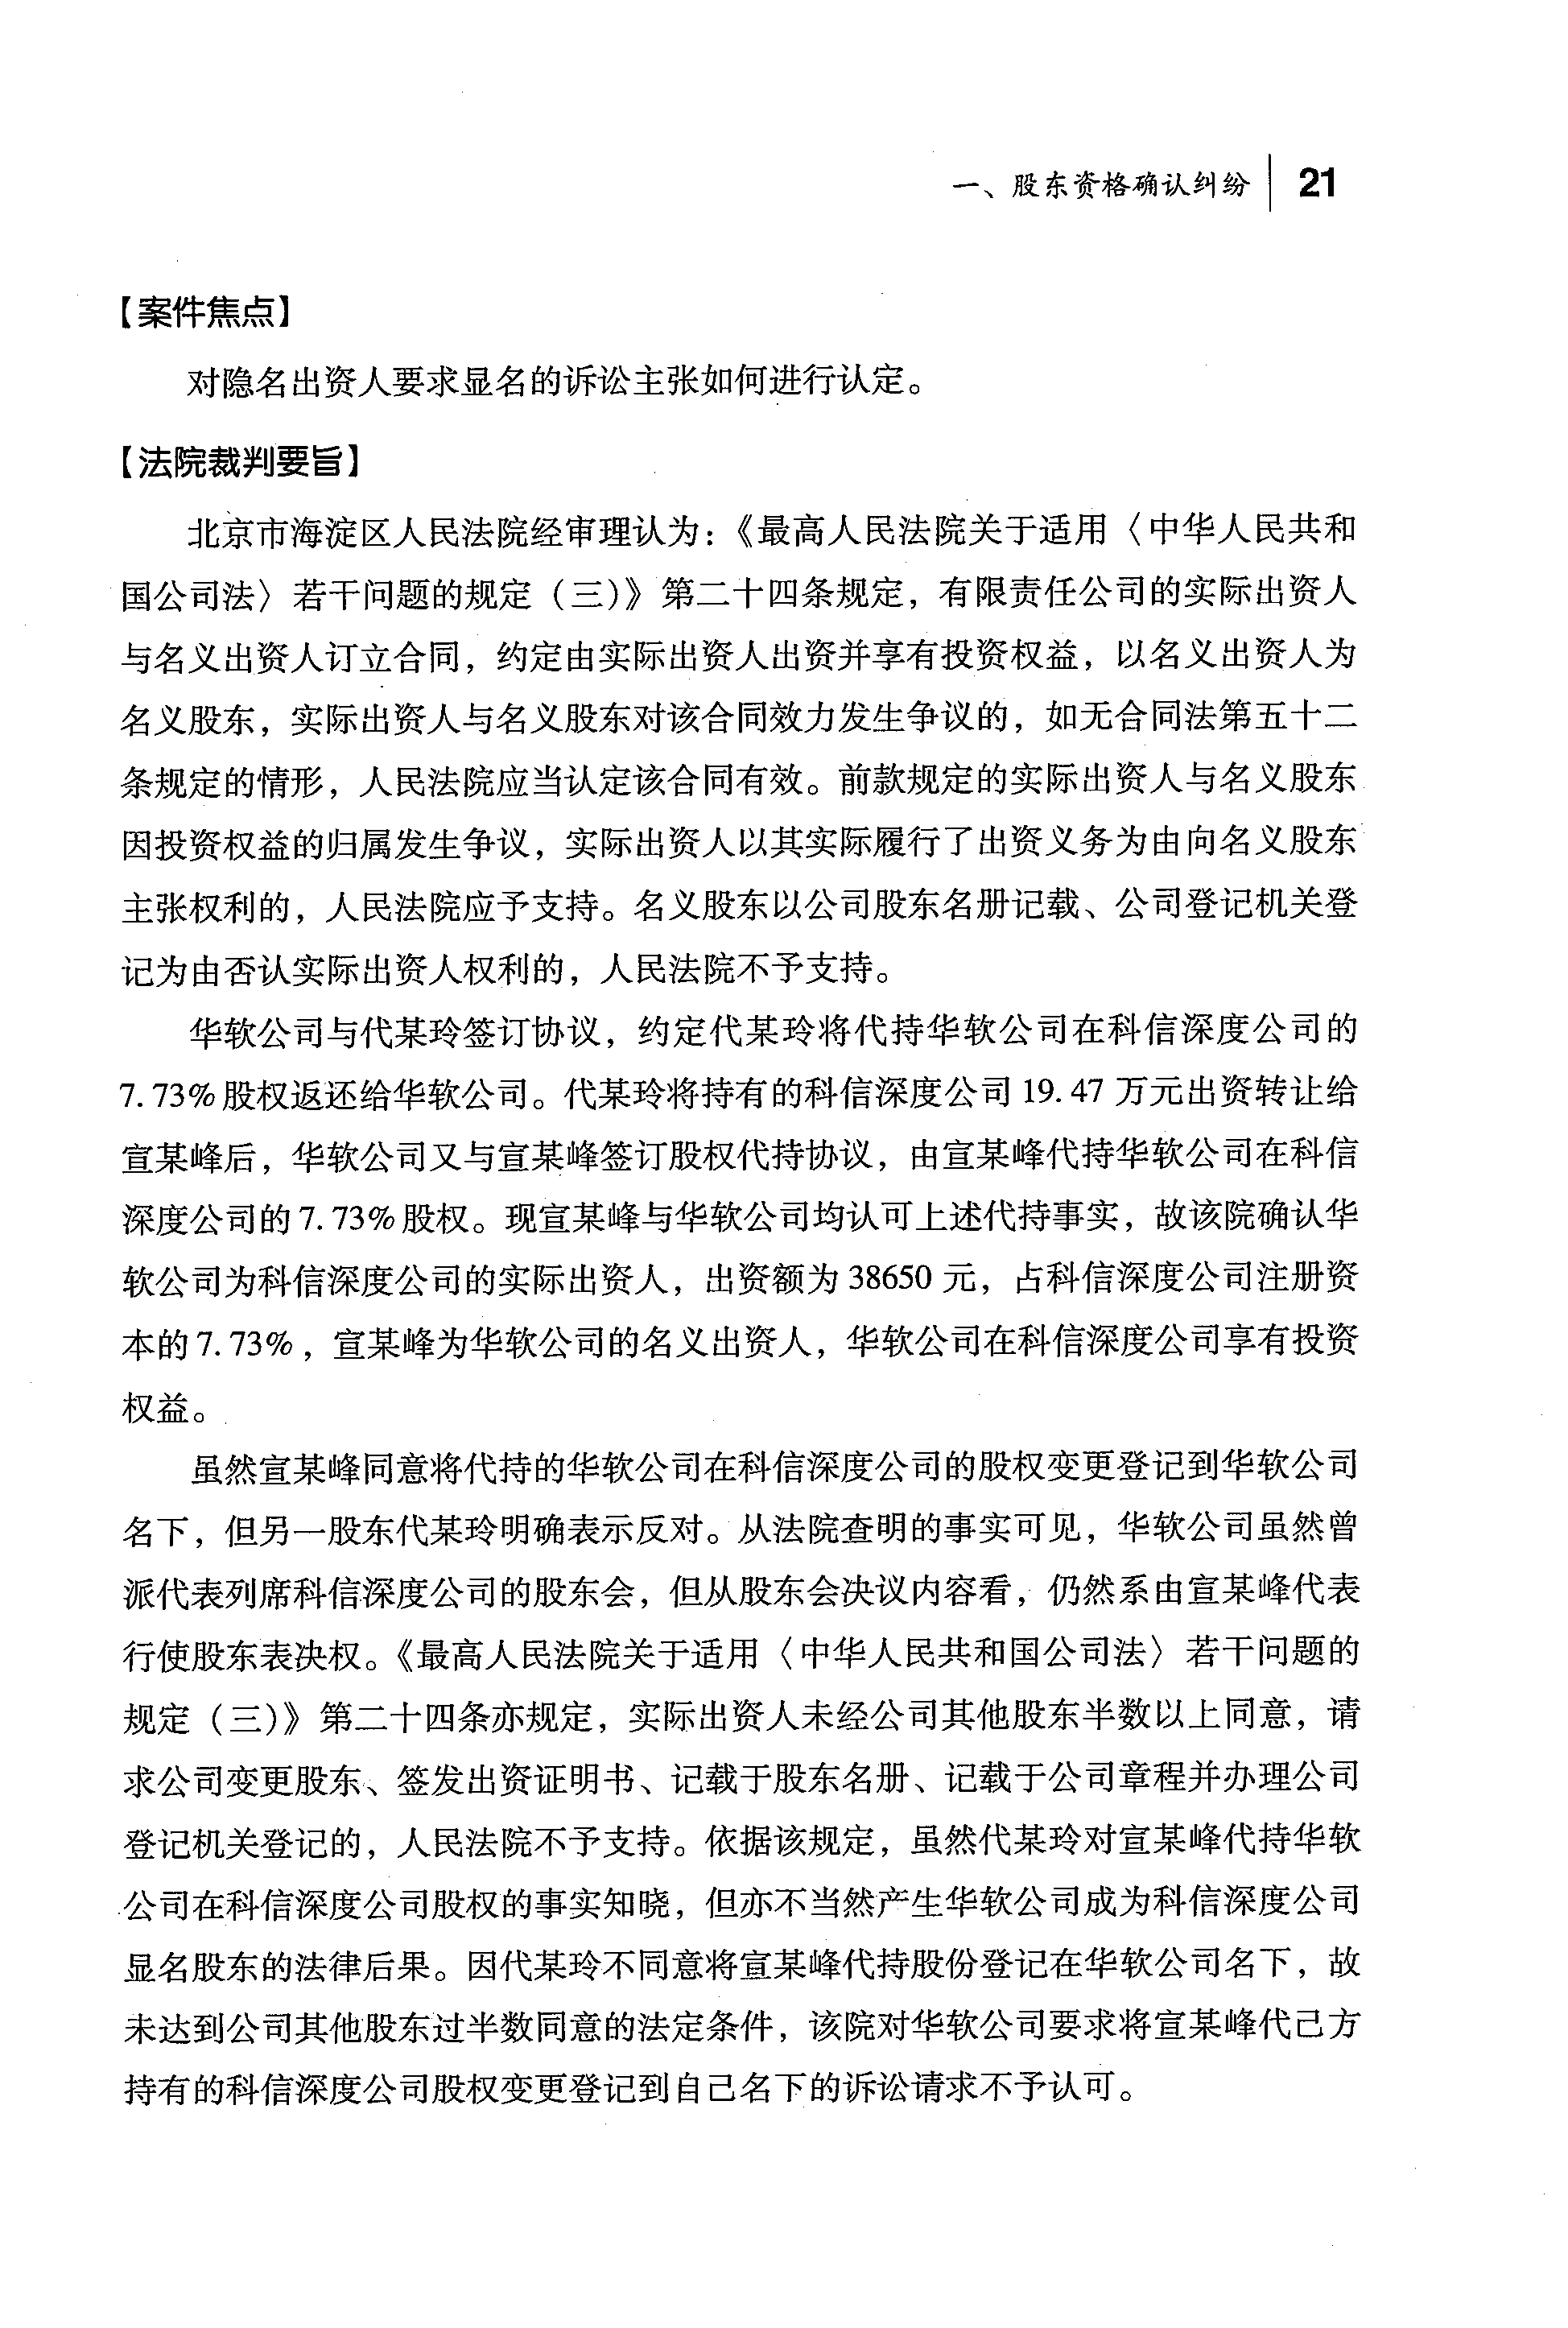 一、股东资格确认纠纷 21
【案件焦点】
对隐名出资人要求显名的诉讼主张如何进行认定。
【法院裁判要旨】
北京市海淀区人民法院经审理认为：《最高人民法院关于适用〈中华人民共和
国公司法〉若干问题的规定（三）》第二十四条规定，有限责任公司的实际出资人
与名义出资人订立合同，约定由实际出资人出资并享有投资权益，以名义出资人为
名义股东，实际出资人与名义股东对该合同效力发生争议的，如无合同法第五十二
条规定的情形，人民法院应当认定该合同有效。前款规定的实际出资人与名义股东
因投资权益的归属发生争议，实际出资人以其实际履行了出资义务为由向名义股东
主张权利的，人民法院应予支持。名义股东以公司股东名册记载、公司登记机关登
记为由否认实际出资人权利的，人民法院不予支持。
华软公司与代某玲签订协议，约定代某玲将代持华软公司在科信深度公司的
7.73%股权返还给华软公司。代某玲将持有的科信深度公司 19.47 万元出资转让给
宣某峰后，华软公司又与宣某峰签订股权代持协议，由宣某峰代持华软公司在科信
深度公司的7.73%股权。现宣某峰与华软公司均认可上述代持事实，故该院确认华
软公司为科信深度公司的实际出资人，出资额为 38650 元，占科信深度公司注册资
本的7.73%，宣某峰为华软公司的名义出资人，华软公司在科信深度公司享有投资
权益。
虽然宣某峰同意将代持的华软公司在科信深度公司的股权变更登记到华软公司
名下，但另一股东代某玲明确表示反对。从法院查明的事实可见，华软公司虽然曾
派代表列席科信深度公司的股东会，但从股东会决议内容看，仍然系由宣某峰代表
行使股东表决权。《最高人民法院关于适用〈中华人民共和国公司法〉若干问题的
规定（三）》第二十四条亦规定，实际出资人未经公司其他股东半数以上同意，请
求公司变更股东、签发出资证明书、记载于股东名册、记载于公司章程并办理公司
登记机关登记的，人民法院不予支持。依据该规定，虽然代某玲对宣某峰代持华软
公司在科信深度公司股权的事实知晓，但亦不当然产生华软公司成为科信深度公司
显名股东的法律后果。因代某玲不同意将宣某峰代持股份登记在华软公司名下，故
未达到公司其他股东过半数同意的法定条件，该院对华软公司要求将宣某峰代己方
持有的科信深度公司股权变更登记到自己名下的诉讼请求不予认可。